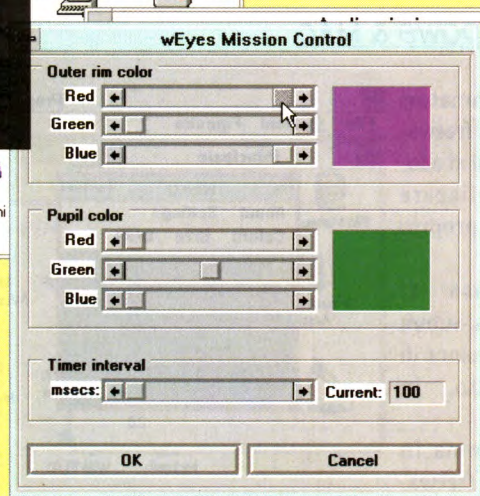 wEyes Mission Control
Outer rim color
Red
Green
Blue
Pupil color
Red
Green
Blue
Timer interval
msecs:
Current: 100
OK
Cancel